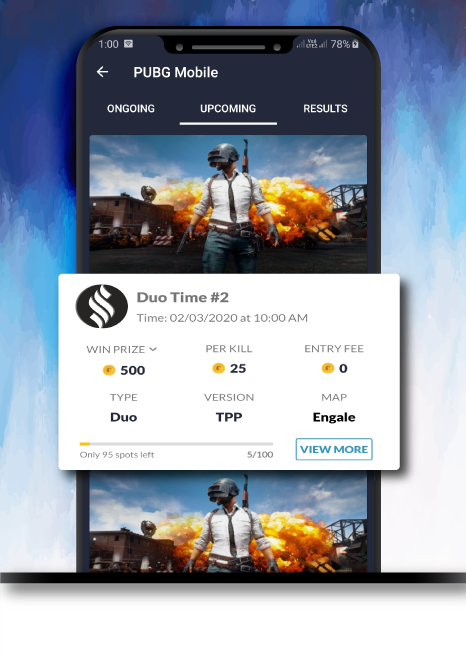 1:00 78%
PUBG Mobile
ONGOING UPCOMING RESULTS
Duo Time #2
Time: 02/03/2020 at 10:00 AM
WIN PRIZE PER KILL ENTRY FEE
500 25 0
TYPE VERSION MAP
Duo TPP Engale
Only 95 spots left 5/100 VIEW MORE